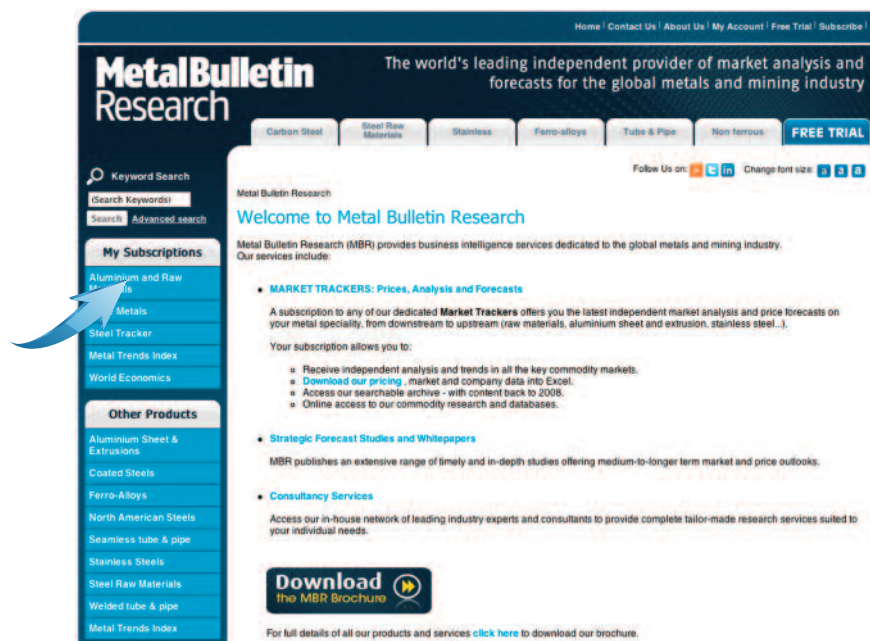 Home | Contact Us | About Us | My Account | Free Trial | Subscribe |
MetalBulletin
Research
The world's leading independent provider of market analysis and
forecasts for the global metals and mining industry
Carbon Steel
Steel Raw
Materials
Stainless
Ferro-alloys
Tube & Pipe
Non ferrous
FREE TRIAL
Follow Us on:
in
Change font size:
a a a
Keyword Search
(Search Keywords)
Search Advanced search
My Subscriptions
Aluminium and Raw
Metals
Steel Tracker
Metal Trends Index
World Economics
Other Products
Aluminium Sheet &
Extrusions
Coated Steels
Ferro-Alloys
North American Steels
Seamless tube & pipe
Stainless Steels
Steel Raw Materials
Welded tube & pipe
Metal Trends Index
Metal Bulletin Research
Welcome to Metal Bulletin Research
Metal Bulletin Research (MBR) provides business intelligence services dedicated to the global metals and mining industry.
Our services include:
MARKET TRACKERS: Prices, Analysis and Forecasts
A subscription to any of our dedicated Market Trackers offers you the latest independent market analysis and price forecasts on
your metal speciality, from downstream to upstream (raw materials, aluminium sheet and extrusion, stainless steel...).
Your subscription allows you to:
Receive independent analysis and trends in all the key commodity markets.
Download our pricing , market and company data into Excel.
Access our searchable archive - with content back to 2008.
Online access to our commodity research and databases.
Strategic Forecast Studies and Whitepapers
MBR publishes an extensive range of timely and in-depth studies offering medium-to-longer term market and price outlooks.
Consultancy Services
Access our in-house network of leading industry experts and consultants to provide complete tailor-made research services suited to
your individual needs.
Download
the MBR Brochure
For full details of all our products and services click here to download our brochure.